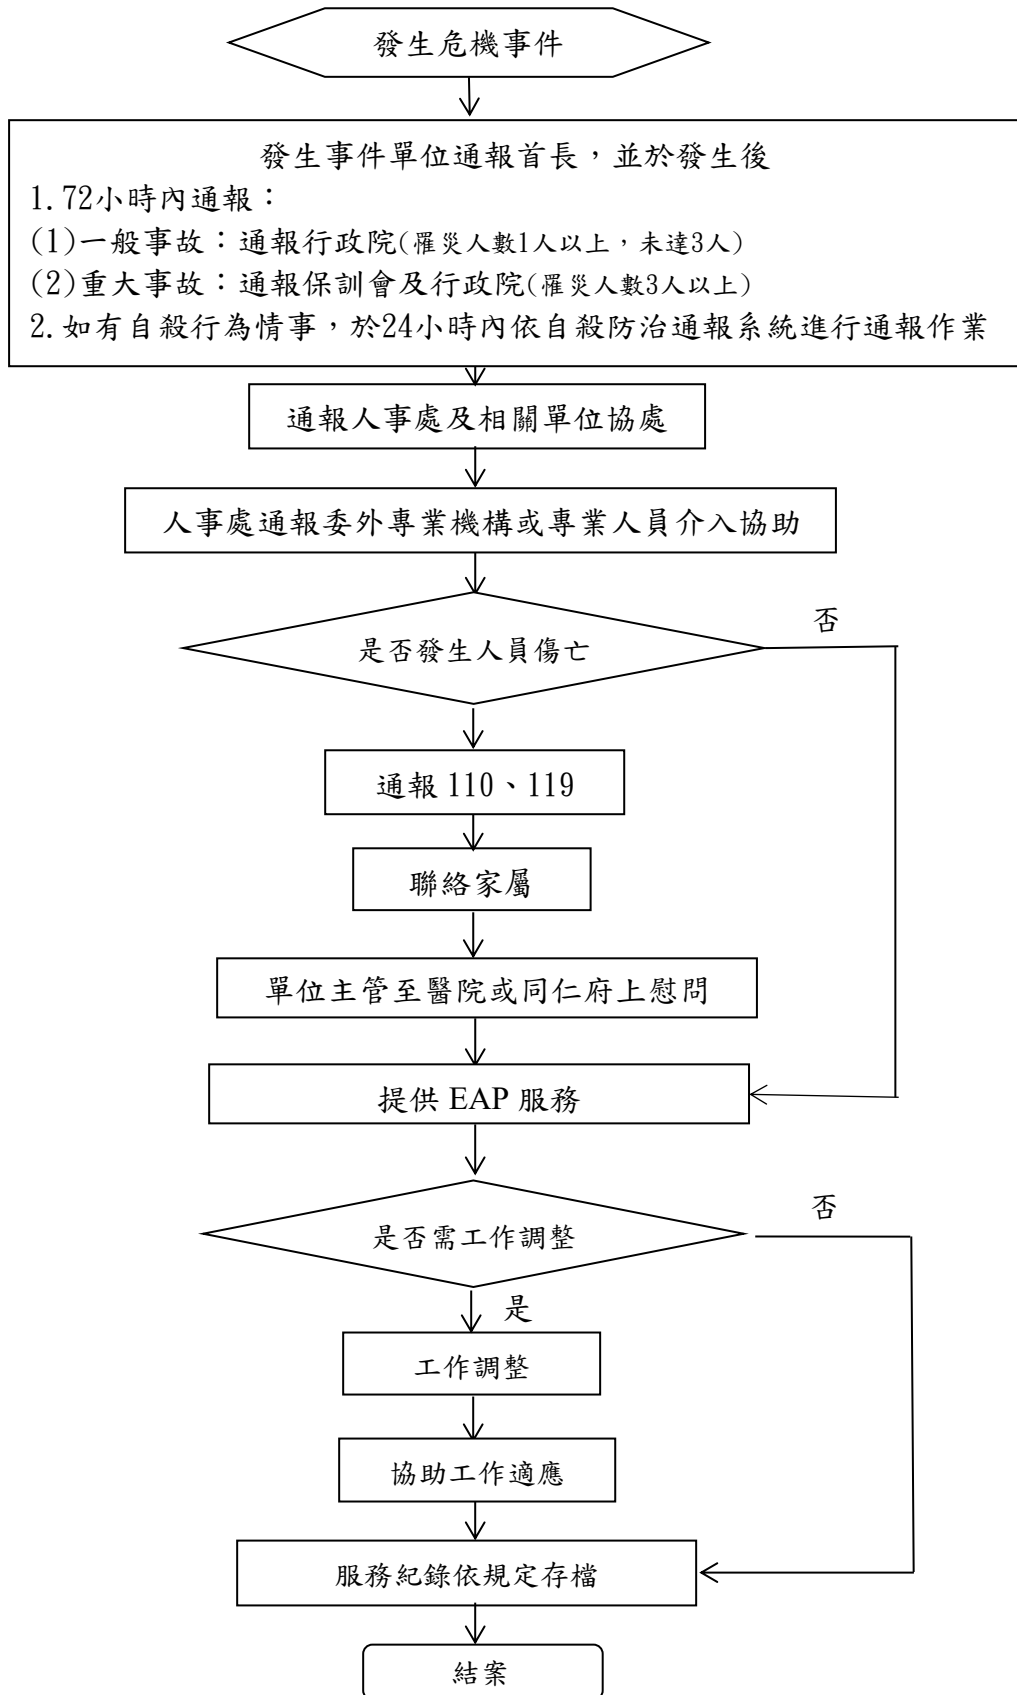 發生危機事件
發生事件單位通報首長，並於發生後
1.72小時內通報：
(1)一般事故：通報行政院(罹災人數1人以上，未達3人)
(2)重大事故：通報保訓會及行政院(罹災人數3人以上)
2.如有自殺行為情事，於24小時內依自殺防治通報系統進行通報作業
通報人事處及相關單位協處
人事處通報委外專業機構或專業人員介入協助
是否發生人員傷亡
否
通報 110、119
聯絡家屬
單位主管至醫院或同仁府上慰問
提供 EAP 服務
是否需工作調整
否
是
工作調整
協助工作適應
服務紀錄依規定存檔
結案